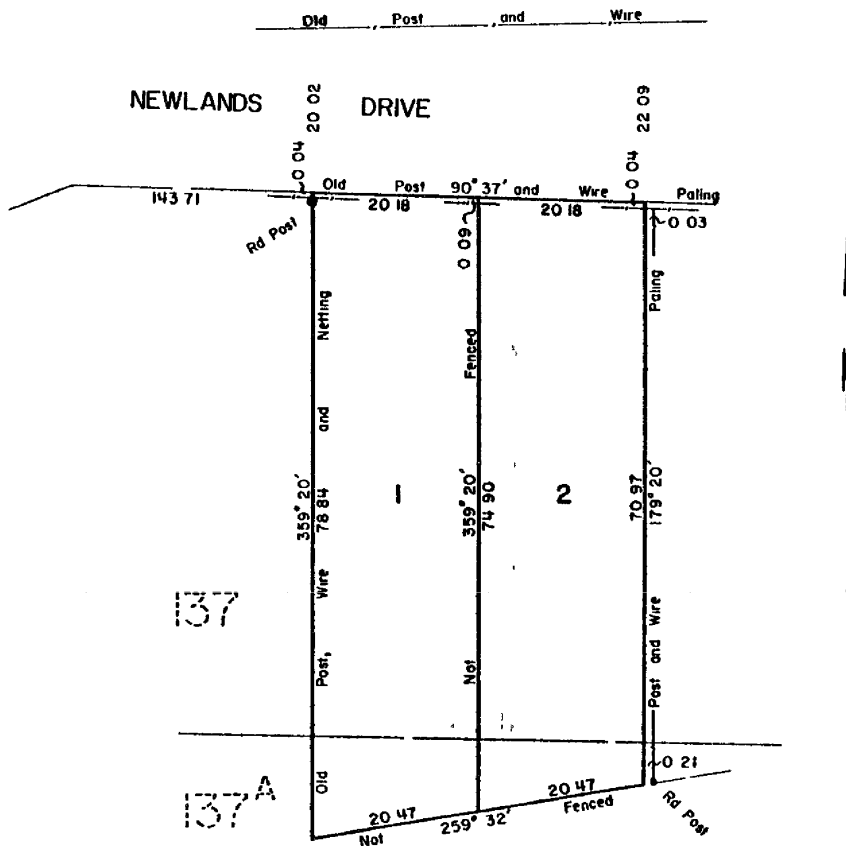 Old Post and Wire
NEWLANDS DRIVE
20 02
22 09
0 04
0 04
Old Post 90° 37' and Wire Paling
143 71
20 18
20 18
0 03
Rd Post
0 09
Netting
and
Wire
Post,
Old
359° 20'
78 84
1
Fenced
359° 20'
74 90
Not
2
70 97
179° 20'
Paling
Post and Wire
137
137A
0 21
20 47
20 47
Not 259° 32' Fenced
Rd Post